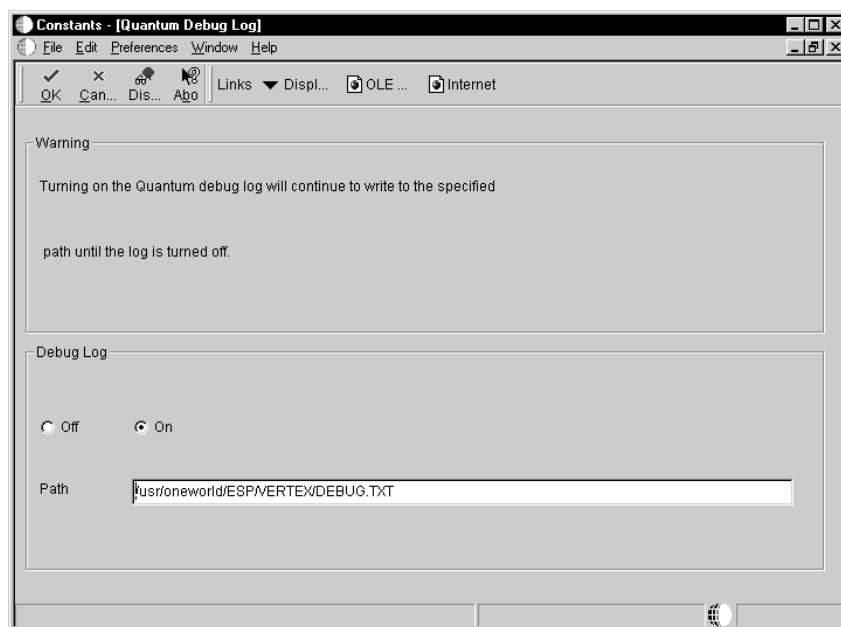 Constants - [Quantum Debug Log]
File Edit Preferences Window Help
OK Can... Dis... Abo Links Displ... OLE ... Internet
Warning
Turning on the Quantum debug log will continue to write to the specified
path until the log is turned off.
Debug Log
Off On
Path /usr/oneworld/ESP/VERTEX/DEBUG.TXT